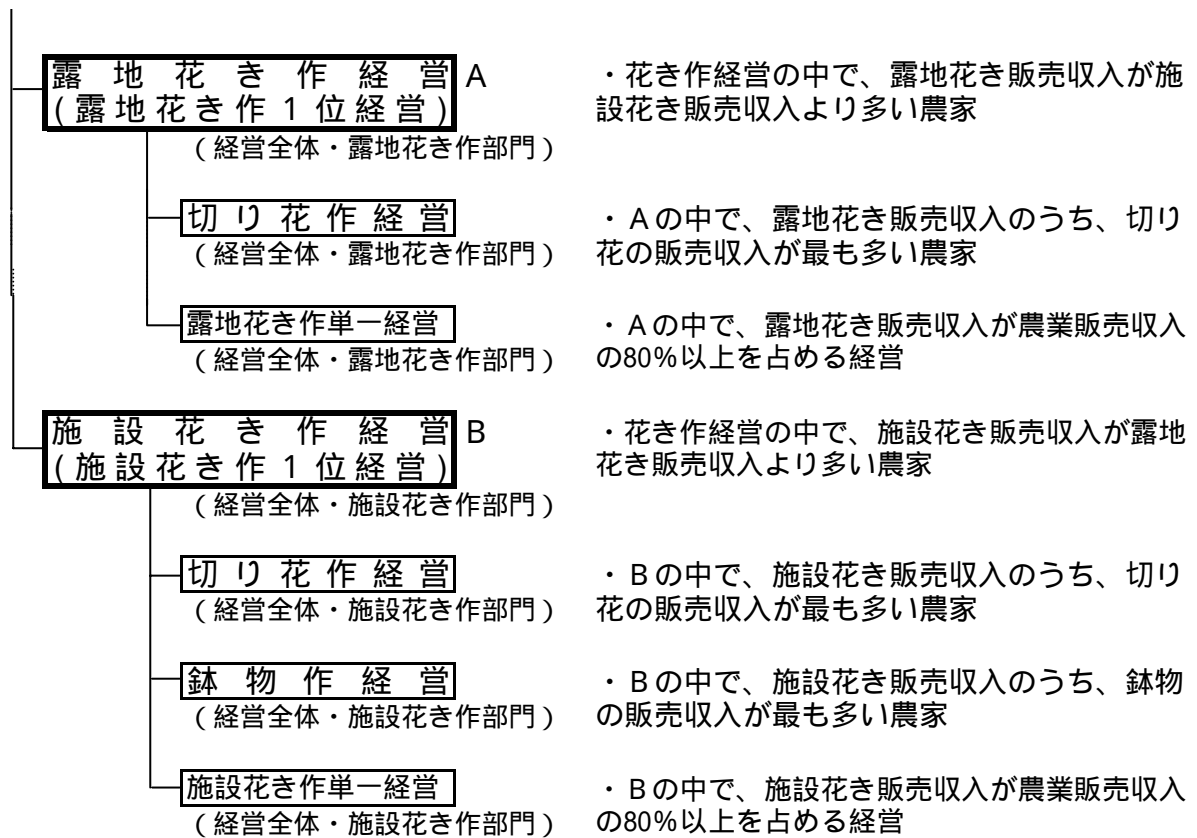 露地花き作経営 A
・花き作経営の中で、露地花き販売収入が施
(露地花き作1位経営)
設花き販売収入より多い農家
(経営全体・露地花き作部門)
切り花作経営
・Aの中で、露地花き販売収入のうち、切り
(経営全体・露地花き作部門)
花の販売収入が最も多い農家
露地花き作単一経営
・Aの中で、露地花き販売収入が農業販売収入
(経営全体・露地花き作部門)
の80%以上を占める経営
施設花き作経営 B
・花き作経営の中で、施設花き販売収入が露地
(施設花き作1位経営)
花き販売収入より多い農家
(経営全体・施設花き作部門)
切り花作経営
・Bの中で、施設花き販売収入のうち、切り
(経営全体・施設花き作部門)
花の販売収入が最も多い農家
鉢物作経営
・Bの中で、施設花き販売収入のうち、鉢物
(経営全体・施設花き作部門)
の販売収入が最も多い農家
施設花き作単一経営
・Bの中で、施設花き販売収入が農業販売収入
(経営全体・施設花き作部門)
の80%以上を占める経営